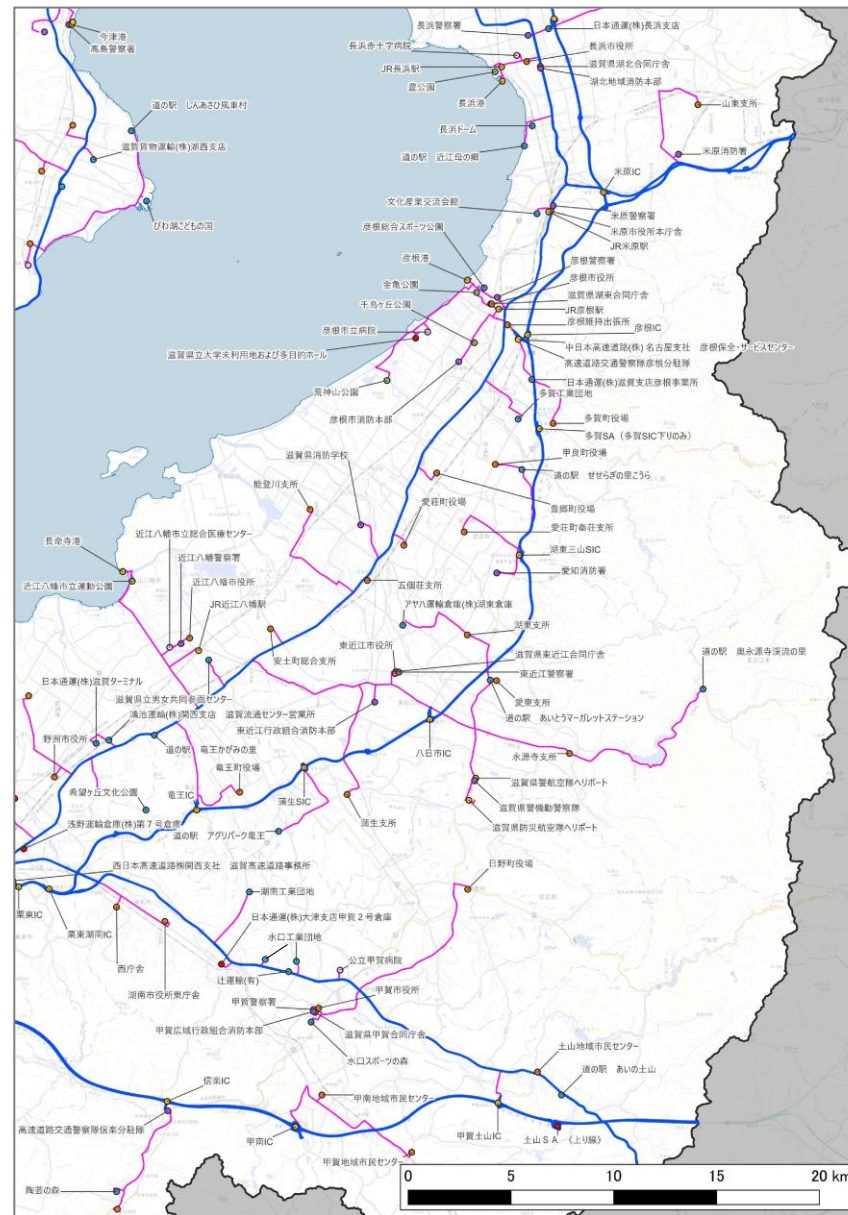 今津港
高島警察署
道の駅　しんあさひ風車村
滋賀貨物運輸(株)湖西支店
びわ湖こどもの国
長浜警察署
日本通運(株)長浜支店
長浜赤十字病院
長浜市役所
JR長浜駅
滋賀県湖北合同庁舎
豊公園
湖北地域消防本部
長浜港
山東支所
長浜ドーム
道の駅　近江母の郷
米原消防署
米原IC
文化産業交流会館
米原警察署
米原市役所本庁舎
JR米原駅
彦根総合スポーツ公園
彦根港
彦根警察署
金亀公園
彦根市役所
千鳥ヶ丘公園
滋賀県湖東合同庁舎
JR彦根駅
彦根市立病院
彦根維持出張所
彦根IC
滋賀県立大学未利用地および多目的ホール
中日本高速道路(株)名古屋支社　彦根保全・サービスセンター
高速道路交通警察隊彦根分駐隊
荒神山公園
日本通運(株)滋賀支店彦根事業所
彦根市消防本部
多賀工業団地
多賀町役場
多賀SA（多賀SIC下りのみ）
滋賀県消防学校
甲良町役場
能登川支所
道の駅　せせらぎの里こうら
愛荘町役場
豊郷町役場
近江八幡市立総合医療センター
愛荘町秦荘支所
長命寺港
近江八幡警察署
湖東三山SIC
近江八幡市立運動公園
近江八幡市役所
五個荘支所
愛知消防署
JR近江八幡駅
アヤハ運輸倉庫(株)湖東倉庫
湖東支所
安土町総合支所
東近江市役所
滋賀県東近江合同庁舎
東近江警察署
道の駅　奥永源寺渓流の里
日本通運(株)滋賀ターミナル
滋賀県立男女共同参画センター
愛東支所
鴻池運輸(株)関西支店　滋賀流通センター営業所
道の駅　あいとうマーガレットステーション
野洲市役所
東近江行政組合消防本部
道の駅　竜王かがみの里
八日市IC
永源寺支所
竜王町役場
希望ヶ丘文化公園
竜王IC
蒲生SIC
滋賀県警航空隊ヘリポート
蒲生支所
滋賀県警機動警察隊
浅野運輸倉庫(株)第７号倉庫
道の駅　アグリパーク竜王
滋賀県防災航空隊ヘリポート
西日本高速道路㈱関西支社　滋賀高速道路事務所
日野町役場
湖南工業団地
栗東IC
栗東湖南IC
日本通運(株)大津支店甲賀２号倉庫
水口工業団地
西庁舎
公立甲賀病院
湖南市役所東庁舎
辻運輸(有)
甲賀警察署
甲賀市役所
甲賀広域行政組合消防本部
滋賀県甲賀合同庁舎
水口スポーツの森
土山地域市民センター
信楽IC
道の駅　あいの土山
甲南地域市民センター
高速道路交通警察隊信楽分駐隊
甲南IC
甲賀土山IC
土山ＳＡ　《上り線》
甲賀地域市民センター
陶芸の森
0 5 10 15 20 km